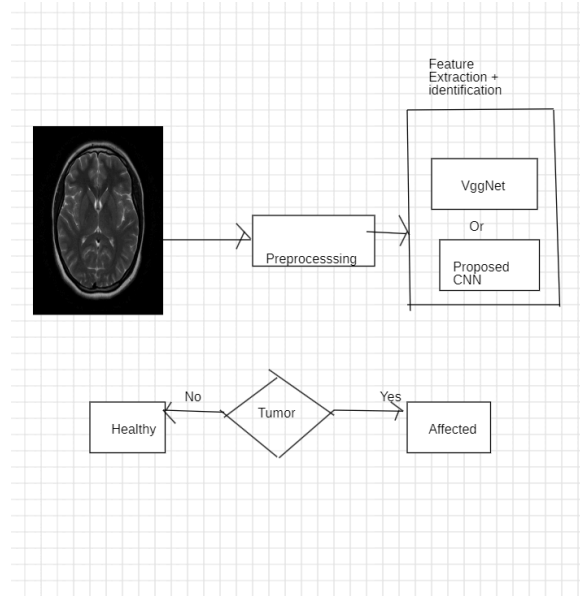 Feature
Extraction +
identification
VggNet
Or
Preprocesssing
Proposed
CNN
No
Yes
Healthy
Tumor
Affected